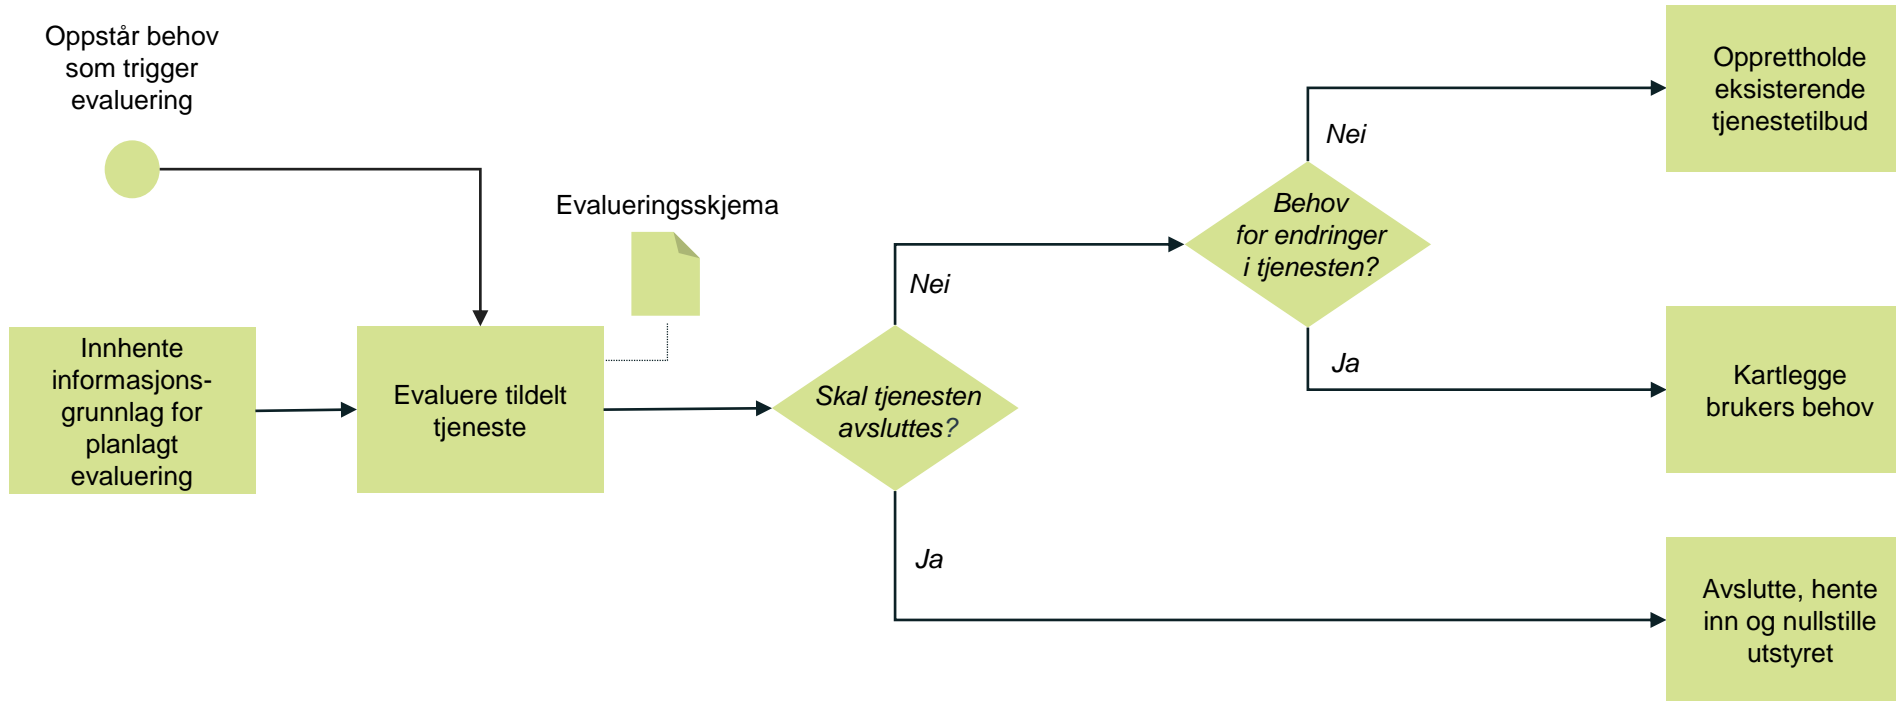 Oppstår behov
som trigger
evaluering
Evalueringsskjema
Innhente
informasjons-
grunnlag for
planlagt
evaluering
Evaluere tildelt
tjeneste
Skal tjenesten
avsluttes?
Nei
Ja
Behov
for endringer
i tjenesten?
Nei
Ja
Opprettholde
eksisterende
tjenestetilbud
Kartlegge
brukers behov
Avslutte, hente
inn og nullstille
utstyret